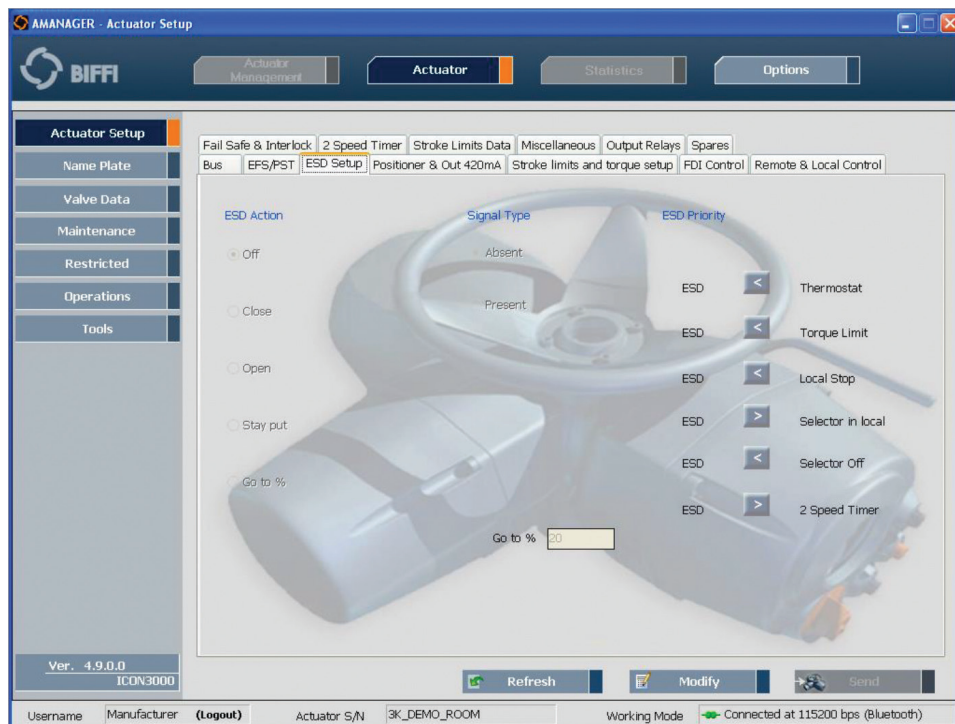 AMANAGER - Actuator Setup
BIFFI
Actuator Management
Actuator
Statistics
Options
Actuator Setup
Name Plate
Valve Data
Maintenance
Restricted
Operations
Tools
Fail Safe & Interlock 2 Speed Timer Stroke Limits Data Miscellaneous Output Relays Spares
Bus EFS/PST ESD Setup Positioner & Out 420mA Stroke limits and torque setup FDI Control Remote & Local Control
ESD Action Signal Type ESD Priority
Off
Close
Open
Stay put
Go to %
Absent
Present
ESD < Thermostat
ESD < Torque Limit
ESD < Local Stop
ESD > Selector in local
ESD < Selector Off
ESD > 2 Speed Timer
Go to % 20
Ver. 4.9.0.0
ICON3000
Refresh
Modify
Send
Username Manufacturer (Logout) Actuator S/N 3K_DEMO_ROOM Working Mode Connected at 115200 bps (Bluetooth)